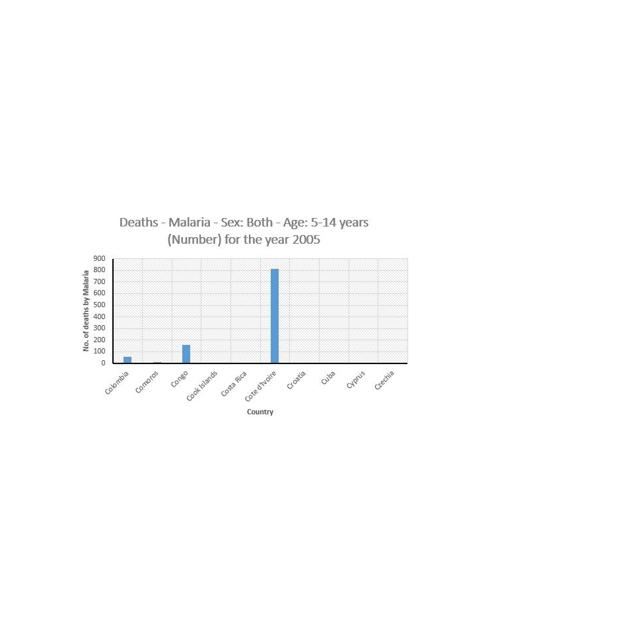 Deaths - Malaria - Sex: Both - Age: 5-14 years
(Number) for the year 2005
No. of deaths by Malaria
900
800
700
600
500
400
300
200
100
0
Colombia
Comoros
Congo
Cook Islands
Costa Rica
Cote d'Ivoire
Croatia
Cuba
Cyprus
Czechia
Country